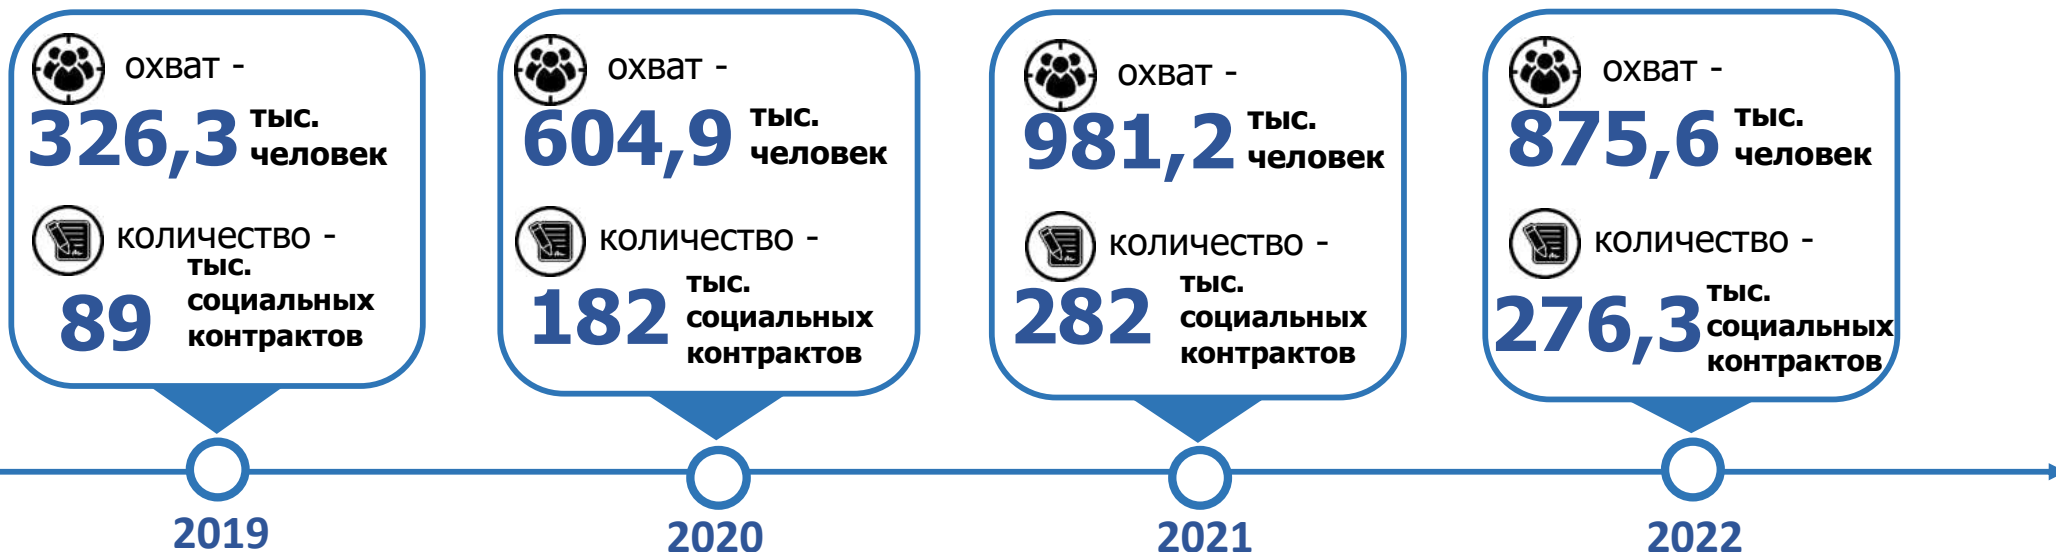 охват -
326,3 тыс.
человек
количество -
89 тыс.
социальных
контрактов
2019
охват -
604,9 тыс.
человек
количество -
182 тыс.
социальных
контрактов
2020
охват -
981,2 тыс.
человек
количество -
282 тыс.
социальных
контрактов
2021
охват -
875,6 тыс.
человек
количество -
276,3 тыс.
социальных
контрактов
2022